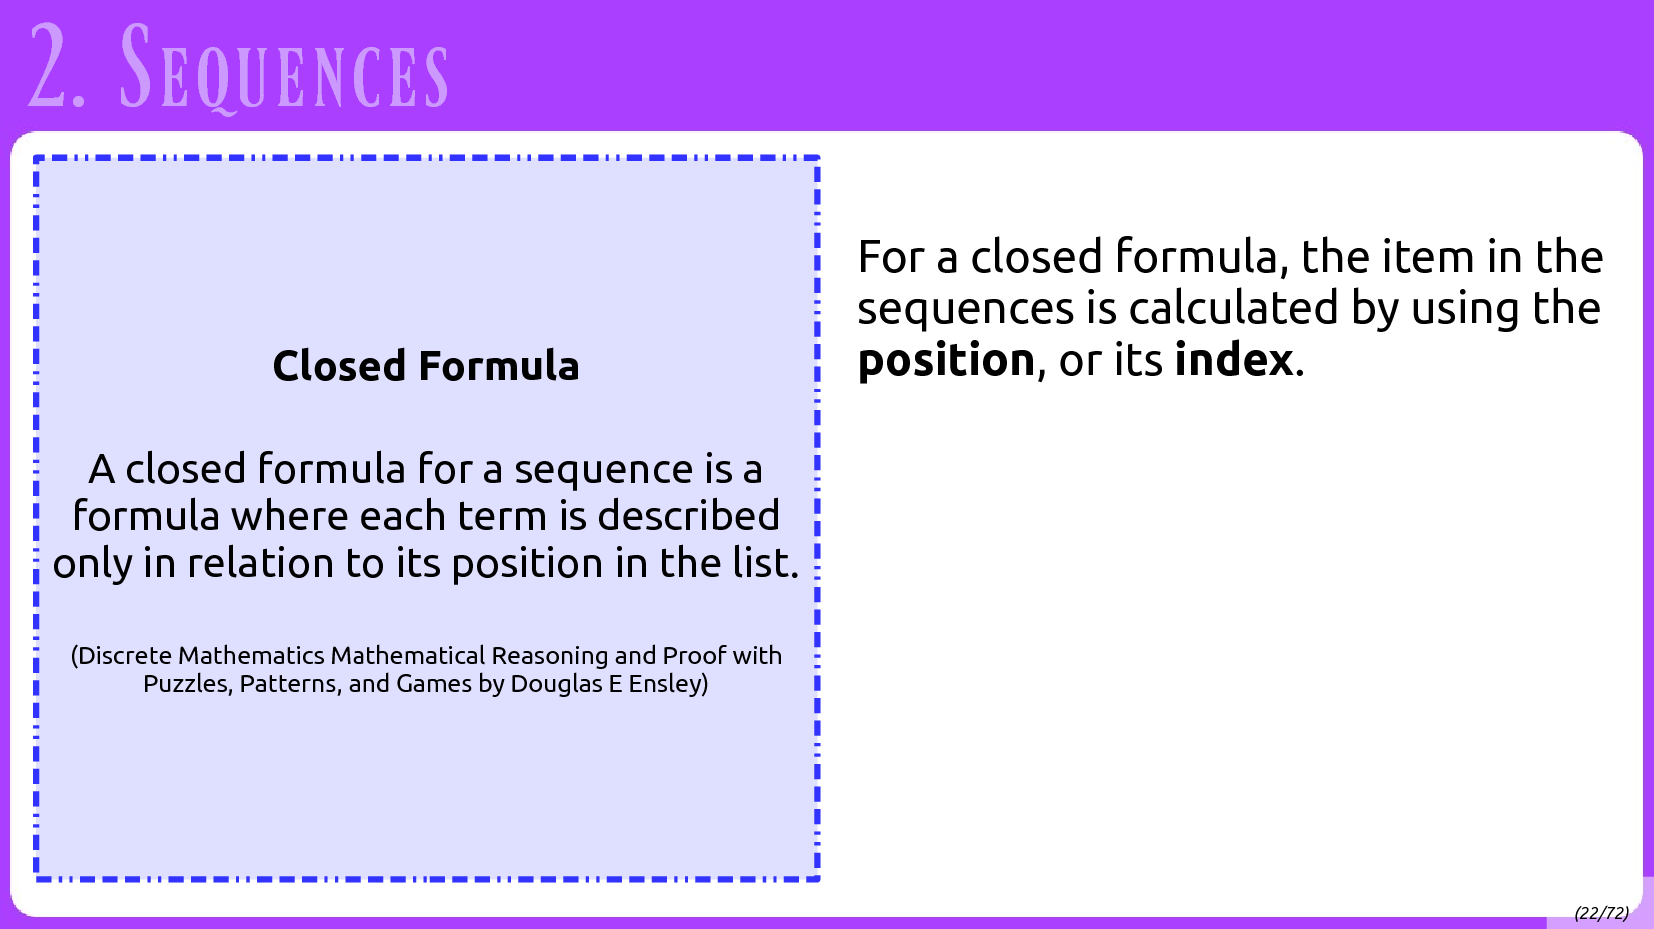 2. Sequences
Closed Formula
A closed formula for a sequence is a
formula where each term is described
only in relation to its position in the list.
(Discrete Mathematics Mathematical Reasoning and Proof with
Puzzles, Patterns, and Games by Douglas E Ensley)
For a closed formula, the item in the
sequences is calculated by using the
position, or its index.
(22/72)